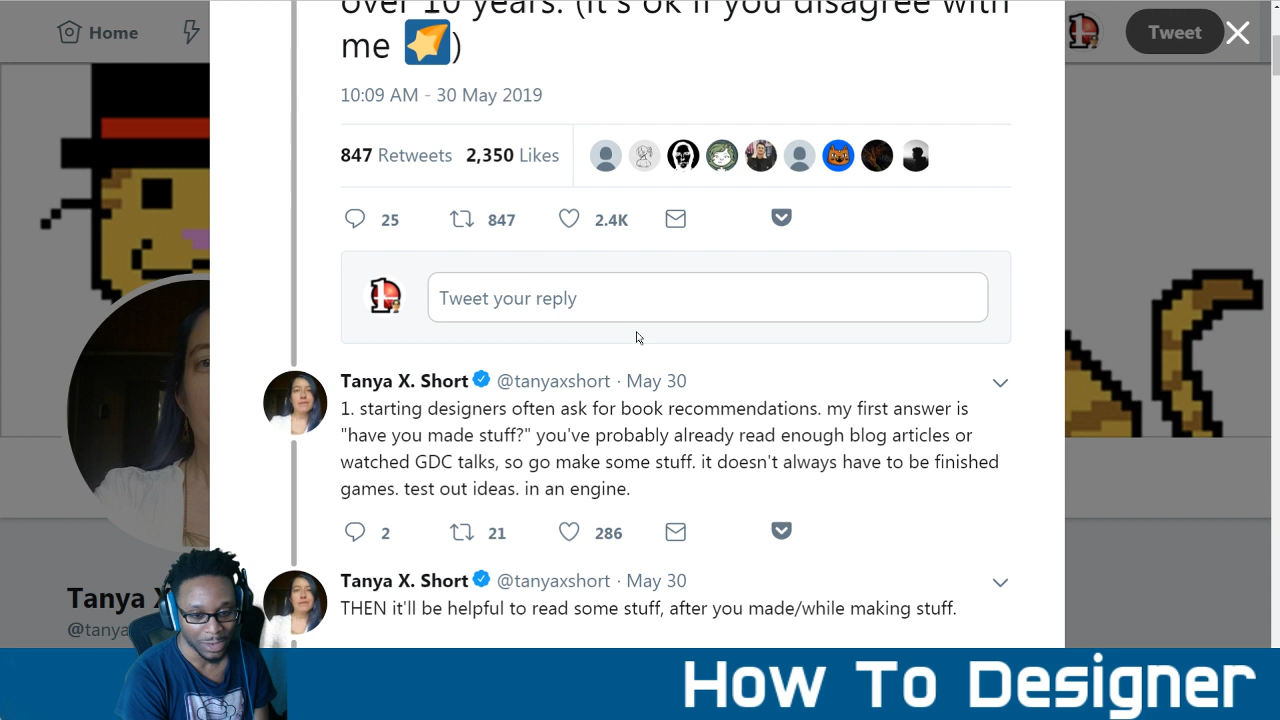 over 10 years. (it's ok if you disagree with
me )
Home
Tweet
10:09 AM - 30 May 2019
847 Retweets 2,350 Likes
25 847 2.4K
Tweet your reply
Tanya X. Short @tanyaxshort · May 30
1. starting designers often ask for book recommendations. my first answer is
"have you made stuff?" you've probably already read enough blog articles or
watched GDC talks, so go make some stuff. it doesn't always have to be finished
games. test out ideas. in an engine.
2 21 286
Tanya X. Short @tanyaxshort · May 30
THEN it'll be helpful to read some stuff, after you made/while making stuff.
Tanya
@tanya
How To Designer